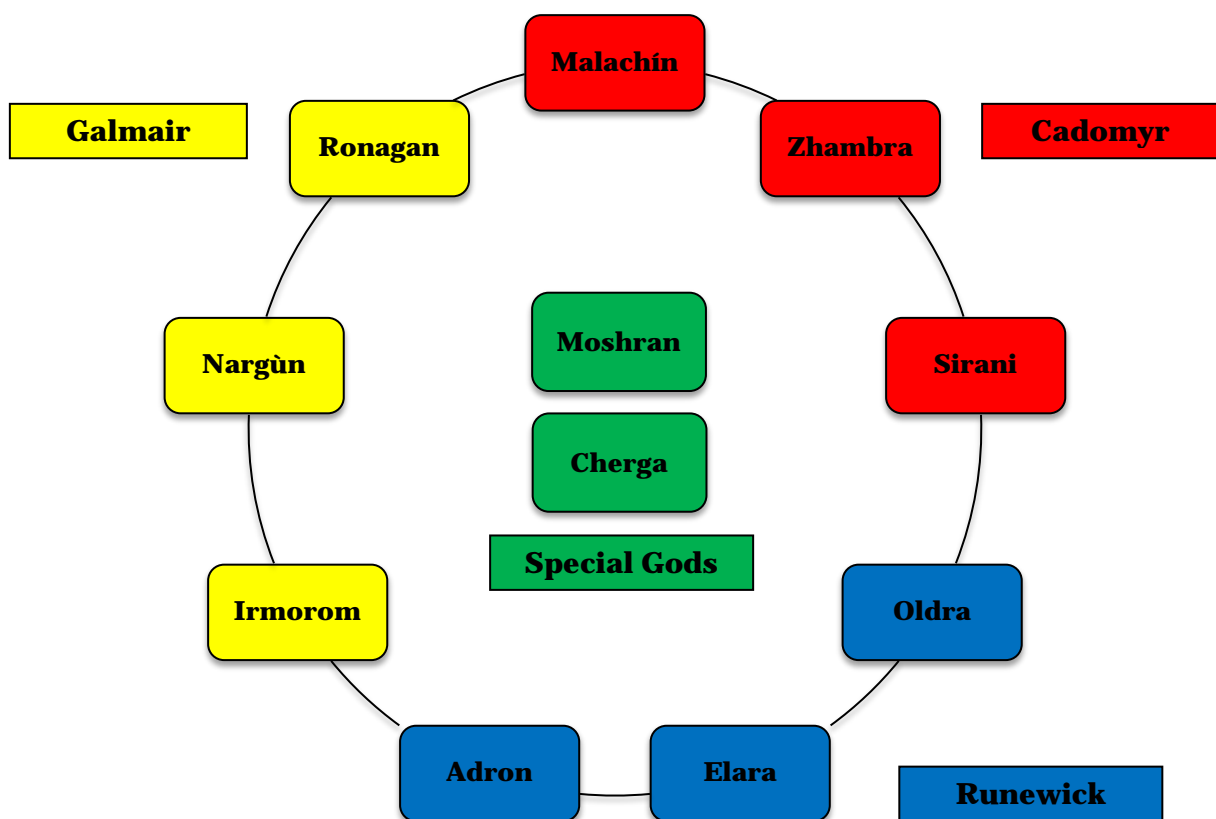 Malachín
Galmair
Ronagan
Zhambra
Cadomyr
Nargùn
Moshran
Sirani
Cherga
Special Gods
Irmorom
Oldra
Adron
Elara
Runewick